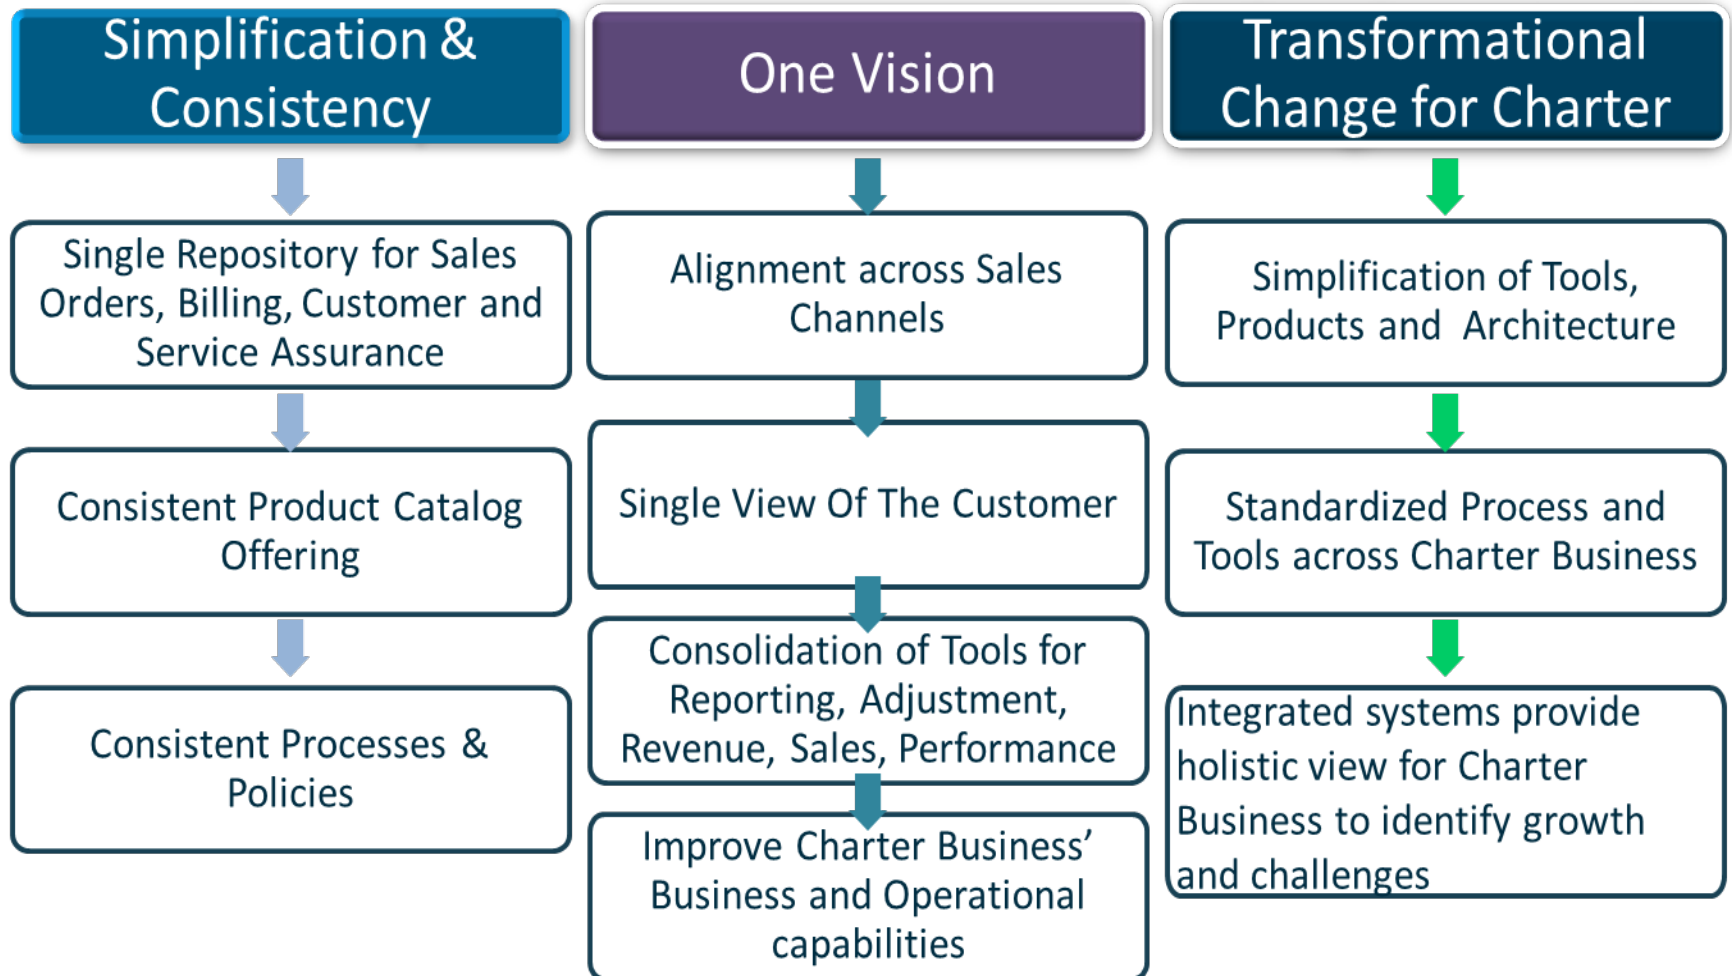 Simplification &
Consistency
Single Repository for Sales
Orders, Billing, Customer and
Service Assurance
Consistent Product Catalog
Offering
Consistent Processes &
Policies
One Vision
Alignment across Sales
Channels
Single View Of The Customer
Consolidation of Tools for
Reporting, Adjustment,
Revenue, Sales, Performance
Improve Charter Business’
Business and Operational
capabilities
Transformational
Change for Charter
Simplification of Tools,
Products and  Architecture
Standardized Process and
Tools across Charter Business
Integrated systems provide
holistic view for Charter
Business to identify growth
and challenges